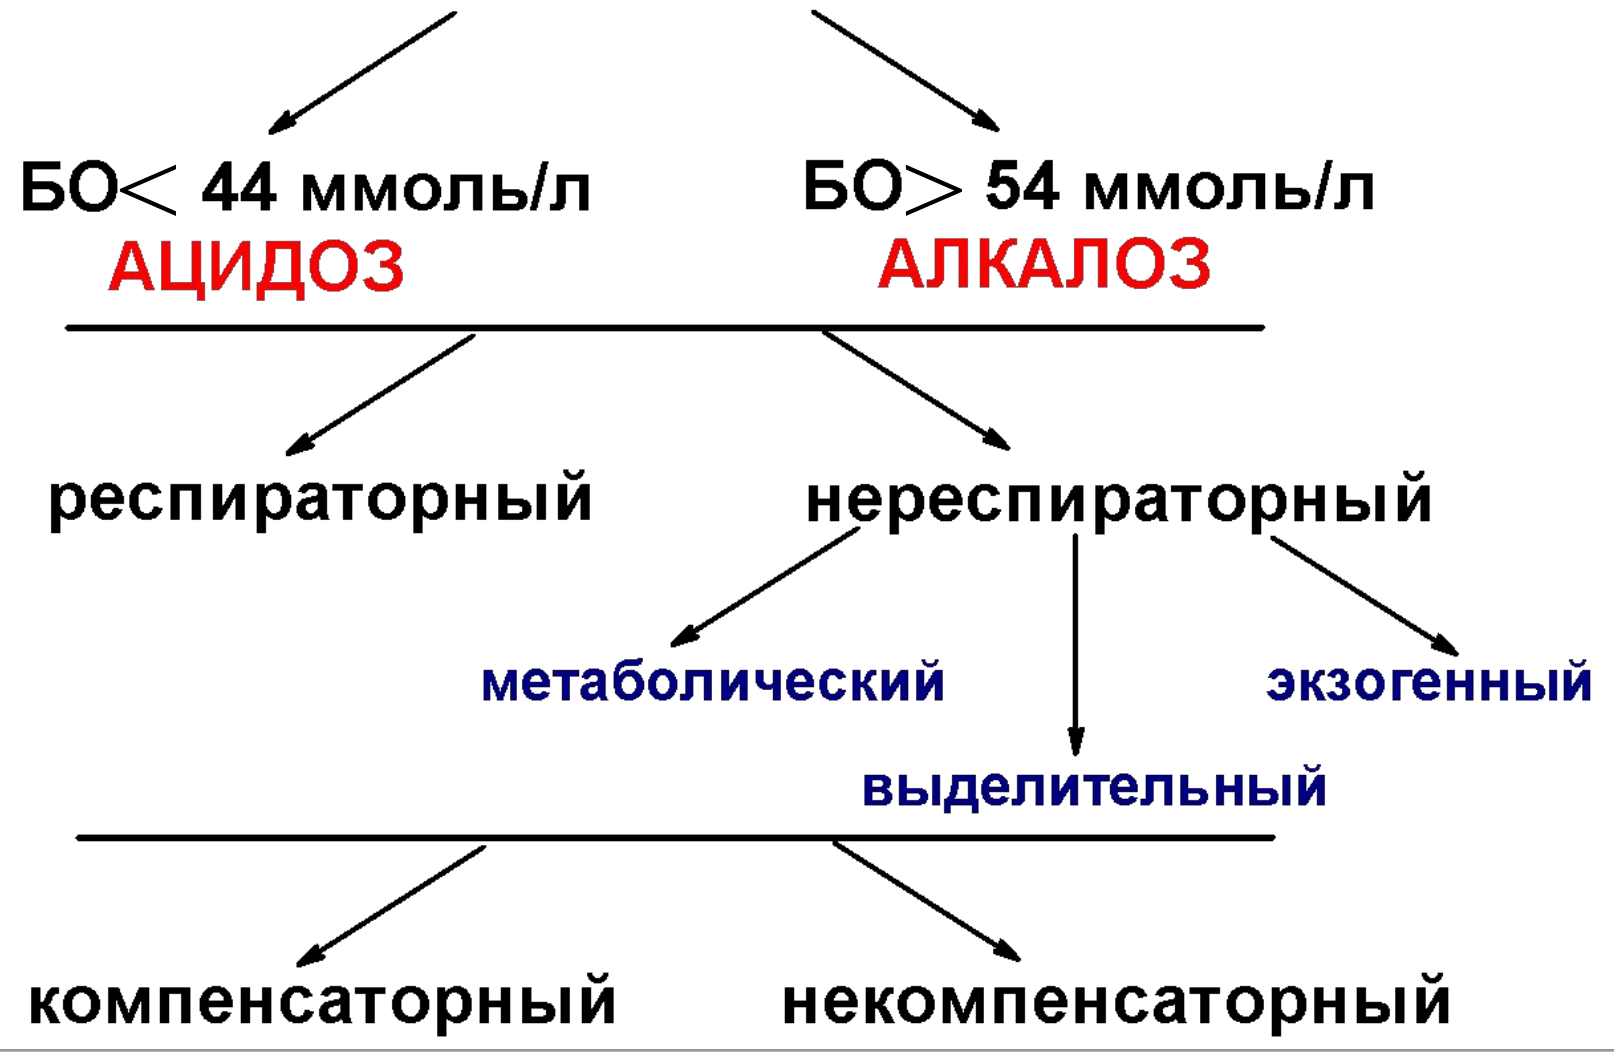 БО< 44 ммоль/л
БО> 54 ммоль/л
АЦИДОЗ
АЛКАЛОЗ
респираторный
нереспираторный
метаболический
экзогенный
выделительный
компенсаторный
некомпенсаторный